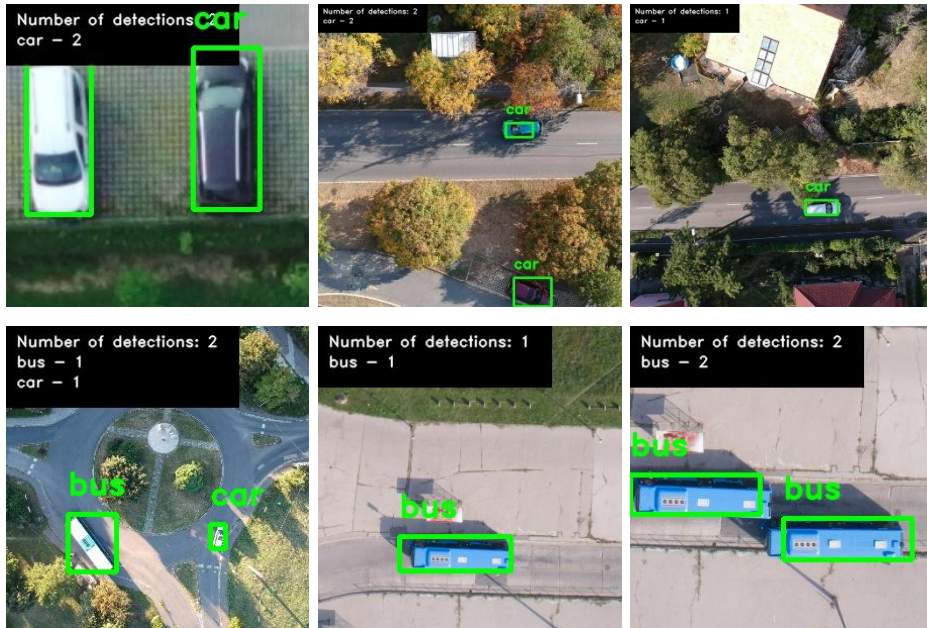 Number of detections: 2
car – 2
car
car
Number of detections: 2
car – 2
car
car
Number of detections: 1
car – 1
car
Number of detections: 2
bus – 1
car – 1
bus
car
Number of detections: 1
bus – 1
bus
Number of detections: 2
bus – 2
bus
bus